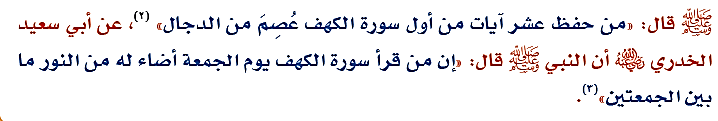 ﷺ قال: «من حفظ عشر آيات من أول سورة الكهف عُصِمَ من الدجال»(٢)، عن أبي سعيد
الخدري رضي الله عنه أن النبي ﷺ قال: «إن من قرأ سورة الكهف يوم الجمعة أضاء له من النور ما
بين الجمعتين»(٣).